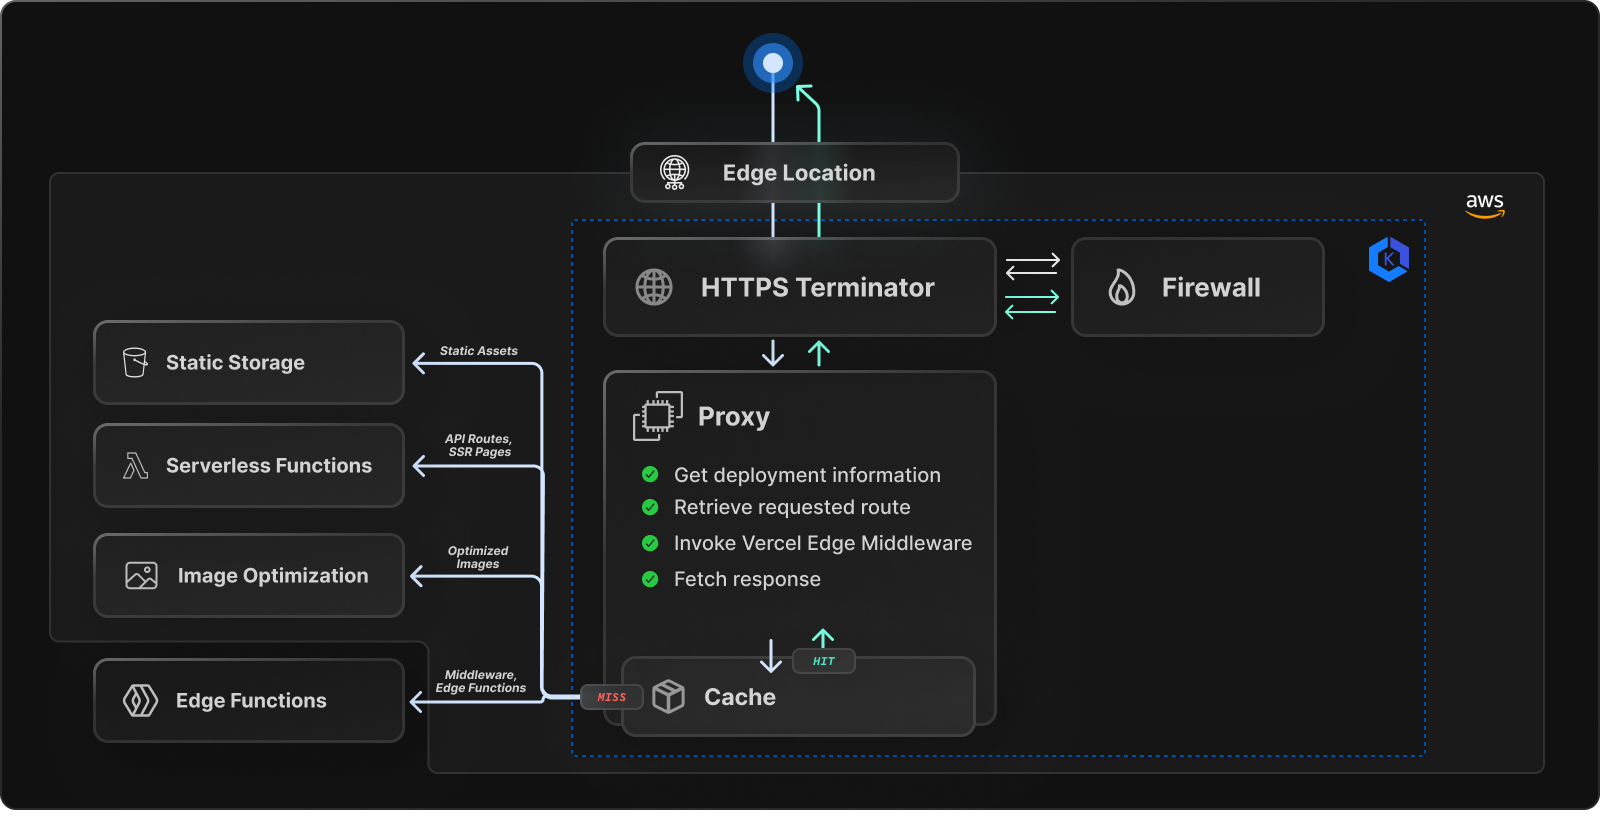 Edge Location
aws
HTTPS Terminator
Firewall
K
Static Storage
Static Assets
Serverless Functions
API Routes,
SSR Pages
Image Optimization
Optimized
Images
Edge Functions
Middleware,
Edge Functions
Proxy
Get deployment information
Retrieve requested route
Invoke Vercel Edge Middleware
Fetch response
HIT
MISS
Cache